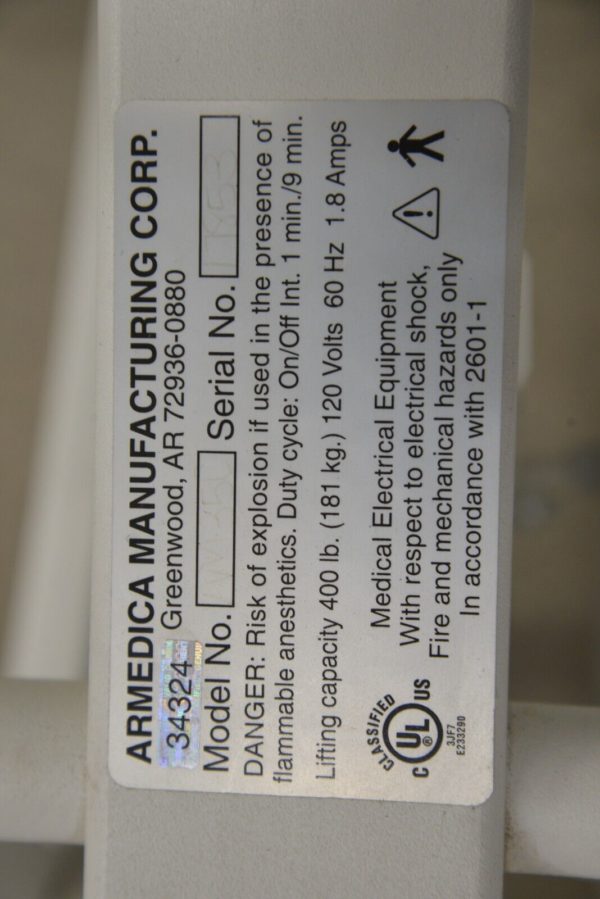 ARMEDICA MANUFACTURING CORP.
34324 Greenwood, AR 72936-0880
Model No. Serial No.
DANGER: Risk of explosion if used in the presence of
flammable anesthetics. Duty cycle: On/Off Int. 1 min./9 min.
Lifting capacity 400 lb. (181 kg.) 120 Volts 60 Hz 1.8 Amps
Medical Electrical Equipment
With respect to electrical shock,
Fire and mechanical hazards only
In accordance with 2601-1
CLASSIFIED
C UL ® US
3JF7
E233290